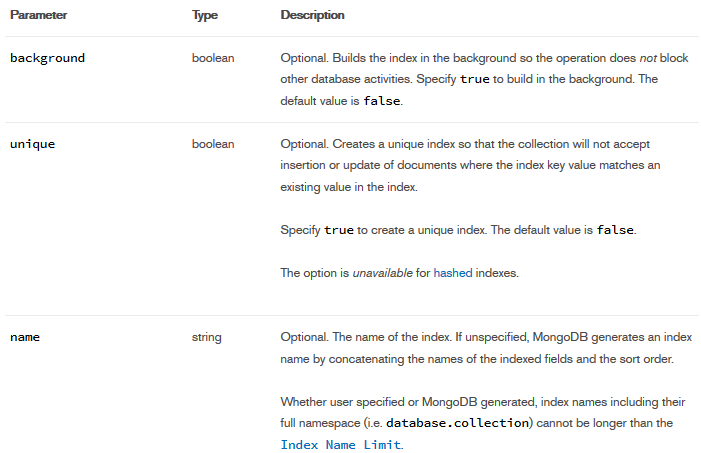 Parameter Type Description
background boolean Optional. Builds the index in the background so the operation does not block
other database activities. Specify true to build in the background. The
default value is false.
unique boolean Optional. Creates a unique index so that the collection will not accept
insertion or update of documents where the index key value matches an
existing value in the index.
Specify true to create a unique index. The default value is false.
The option is unavailable for hashed indexes.
name string Optional. The name of the index. If unspecified, MongoDB generates an index
name by concatenating the names of the indexed fields and the sort order.
Whether user specified or MongoDB generated, index names including their
full namespace (i.e. database.collection) cannot be longer than the
Index Name Limit.